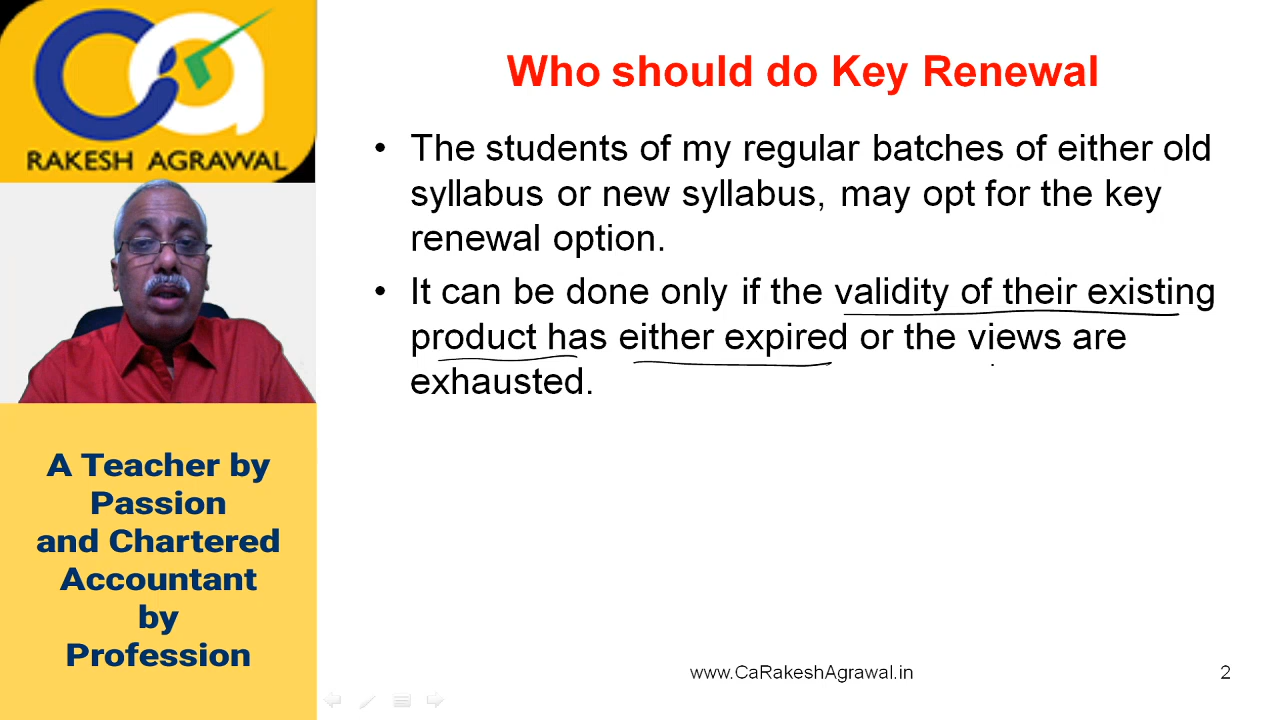 Ca
RAKESH AGRAWAL
A Teacher by
Passion
and Chartered
Accountant
by
Profession
Who should do Key Renewal
• The students of my regular batches of either old
syllabus or new syllabus, may opt for the key
renewal option.
• It can be done only if the validity of their existing
product has either expired or the views are
exhausted.
www.CaRakeshAgrawal.in
2